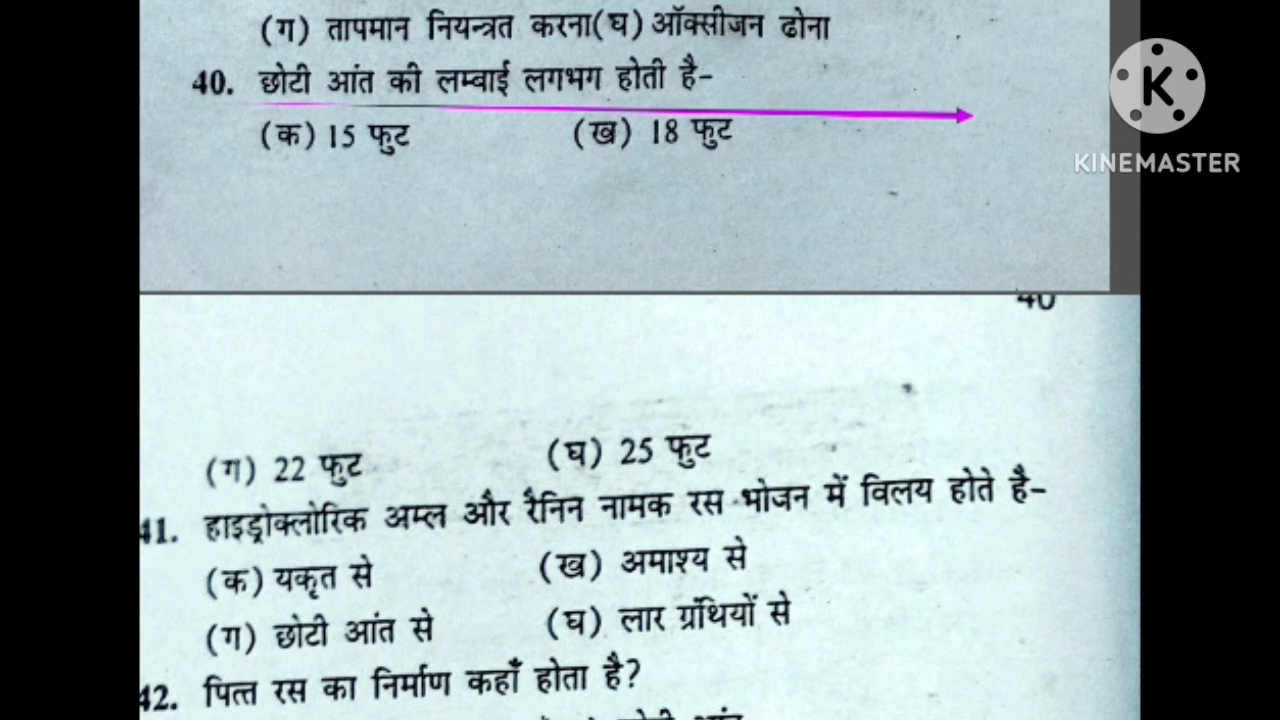 (ग) तापमान नियन्त्रत करना(घ) ऑक्सीजन ढोना
40. छोटी आंत की लम्बाई लगभग होती है-
(क) 15 फुट (ख) 18 फुट
K
KINEMASTER
40
(ग) 22 फुट (घ) 25 फुट
41. हाइड्रोक्लोरिक अम्ल और रैनिन नामक रस भोजन में विलय होते है-
(क) यकृत से (ख) अमाश्य से
(ग) छोटी आंत से (घ) लार ग्रंथियों से
42. पित्त रस का निर्माण कहाँ होता है?